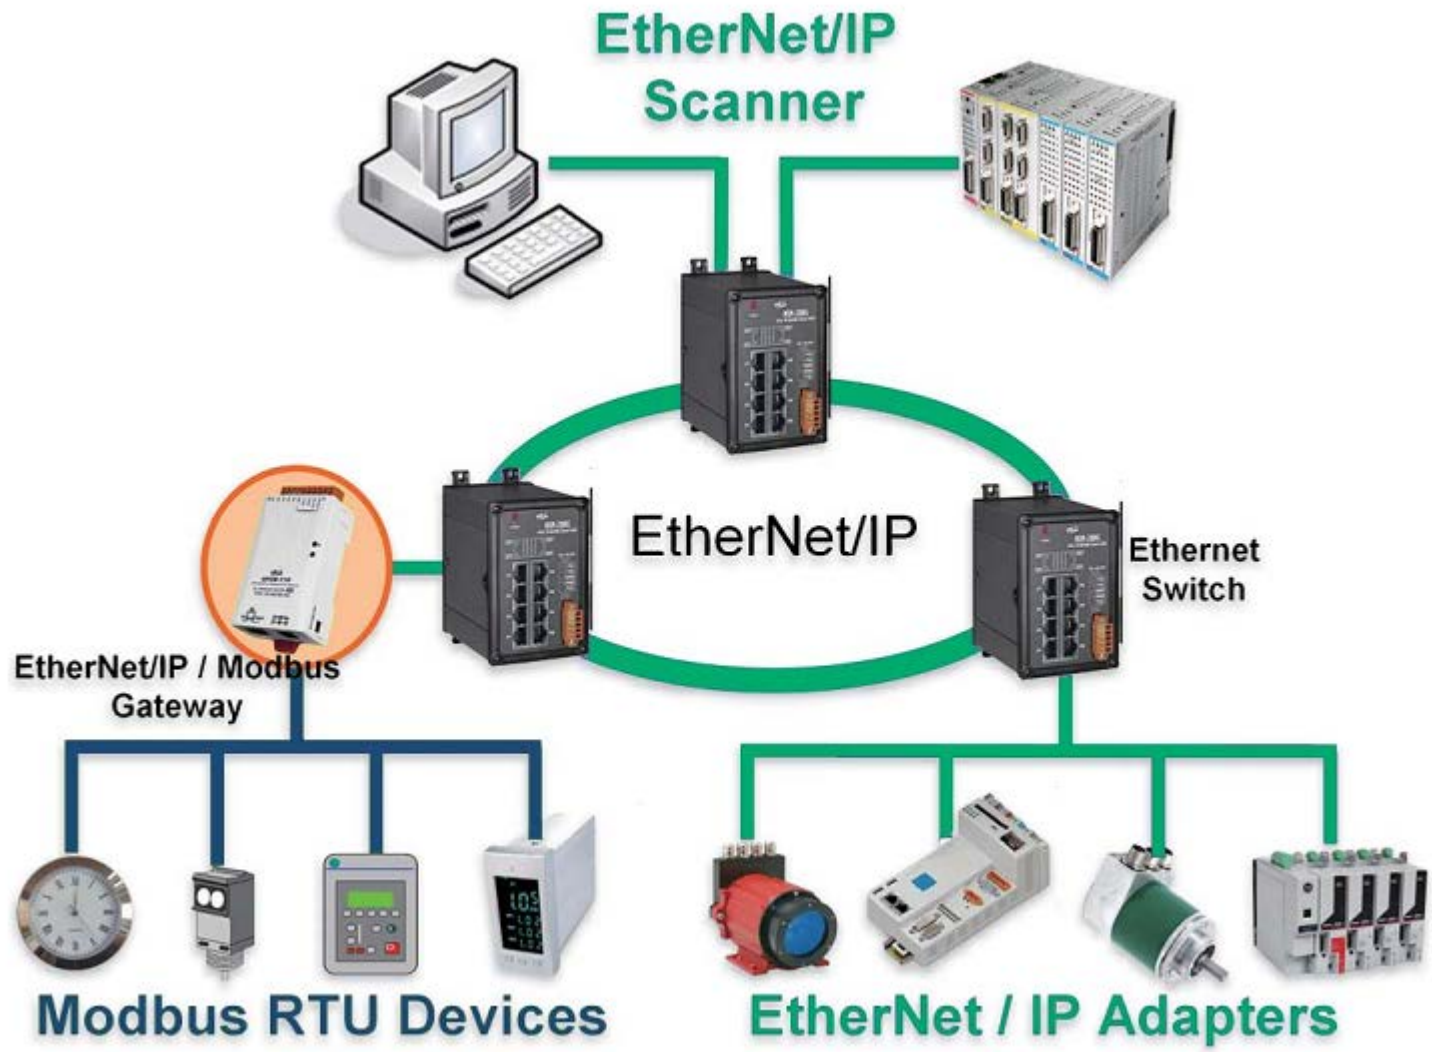 EtherNet/IP
Scanner
EtherNet/IP
Ethernet
Switch
EtherNet/IP / Modbus
Gateway
Modbus RTU Devices
EtherNet / IP Adapters